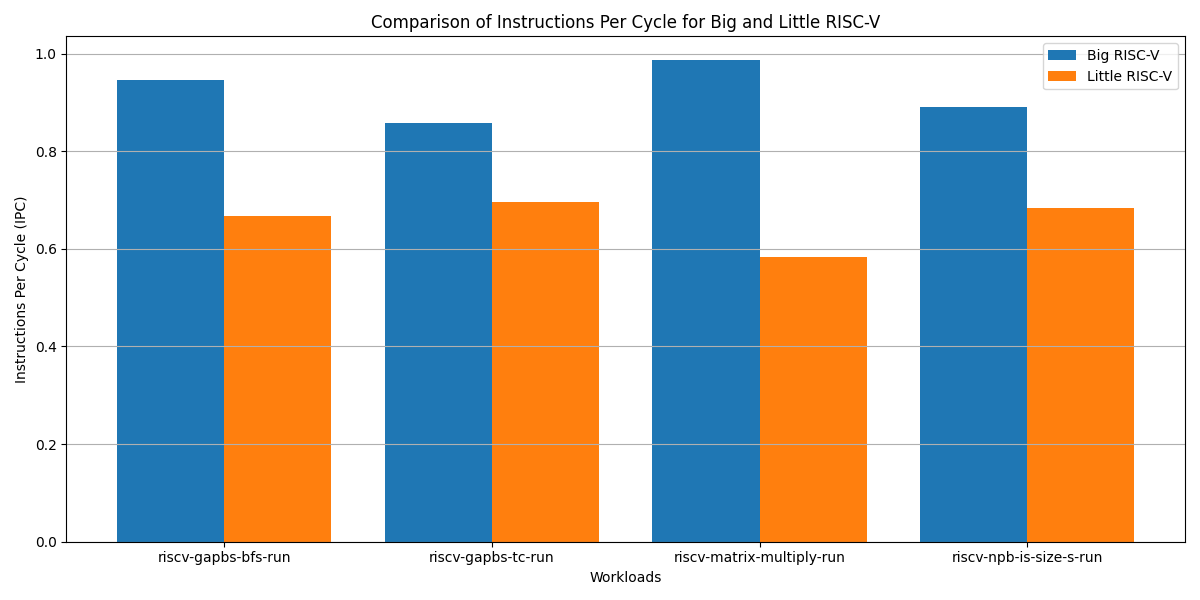 Comparison of Instructions Per Cycle for Big and Little RISC-V
Big RISC-V
Little RISC-V
Instructions Per Cycle (IPC)
1.0
0.8
0.6
0.4
0.2
0.0
riscv-gapbs-bfs-run
riscv-gapbs-tc-run
riscv-matrix-multiply-run
riscv-npb-is-size-s-run
Workloads